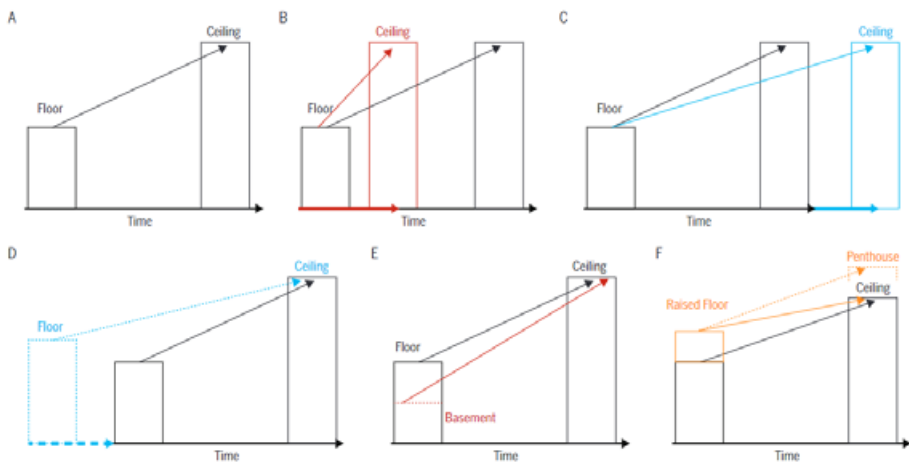 A
Ceiling
Floor
Time
B
Ceiling
Floor
Time
C
Ceiling
Floor
Time
D
Ceiling
Floor
Time
E
Ceiling
Floor
Basement
Time
F
Penthouse
Ceiling
Raised Floor
Time